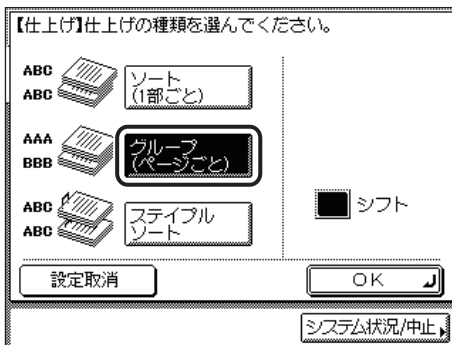 【仕上げ】仕上げの種類を選んでください。
ABC
ABC
ソート
(1部ごと)
AAA
BBB
グループ
(ページごと)
ABC
ABC
ステイプル
ソート
シフト
設定取消
OK
システム状況/中止